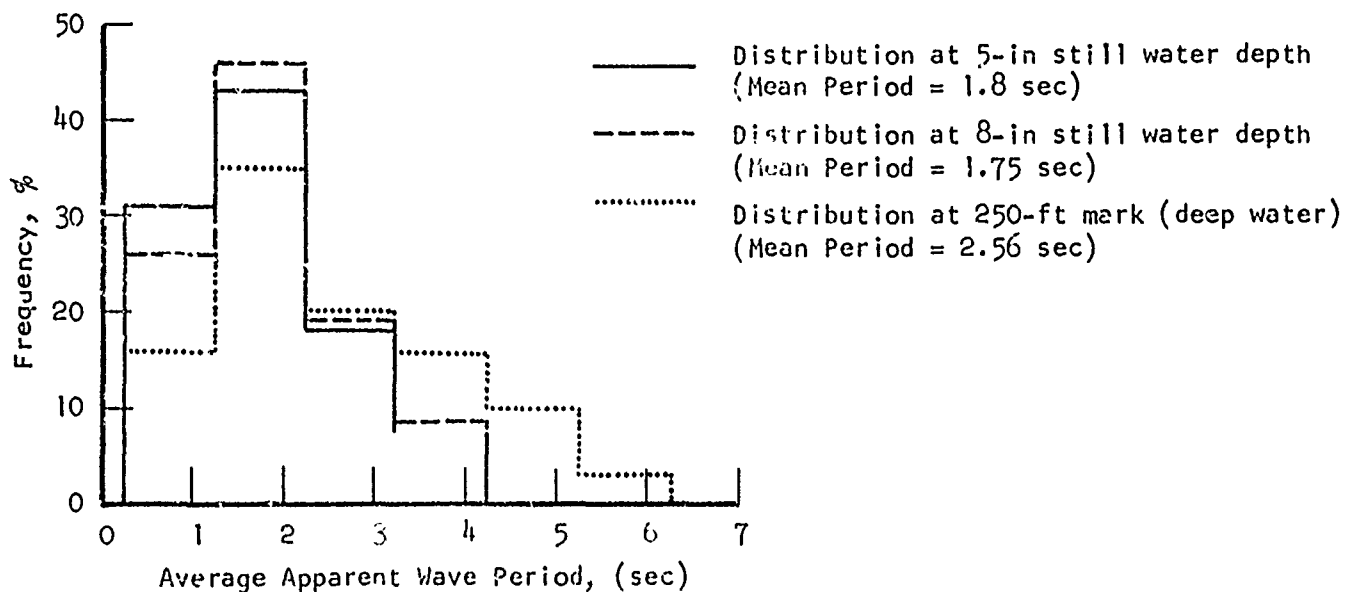 50
40
30
20
10
0
Frequency, %
0 1 2 3 4 5 6 7
Average Apparent Wave Period, (sec)
Distribution at 5-in still water depth
(Mean Period = 1.8 sec)
Distribution at 8-in still water depth
(Mean Period = 1.75 sec)
Distribution at 250-ft mark (deep water)
(Mean Period = 2.56 sec)